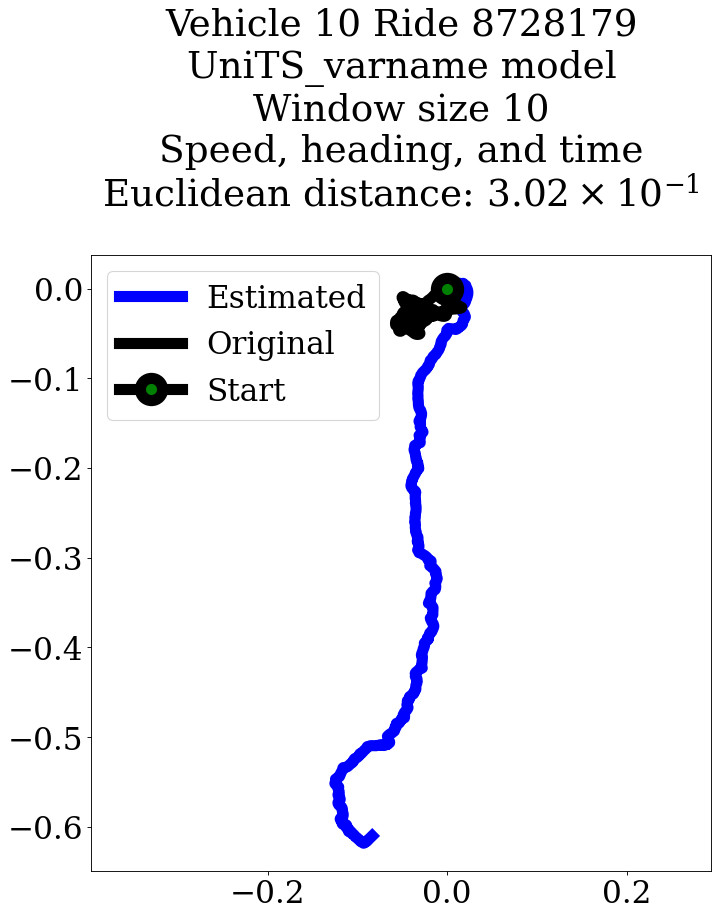 Vehicle 10 Ride 8728179
UniTS_varname model
Window size 10
Speed, heading, and time
Euclidean distance: 3.02 × 10⁻¹
Estimated
Original
Start
0.0
−0.1
−0.2
−0.3
−0.4
−0.5
−0.6
−0.2 0.0 0.2